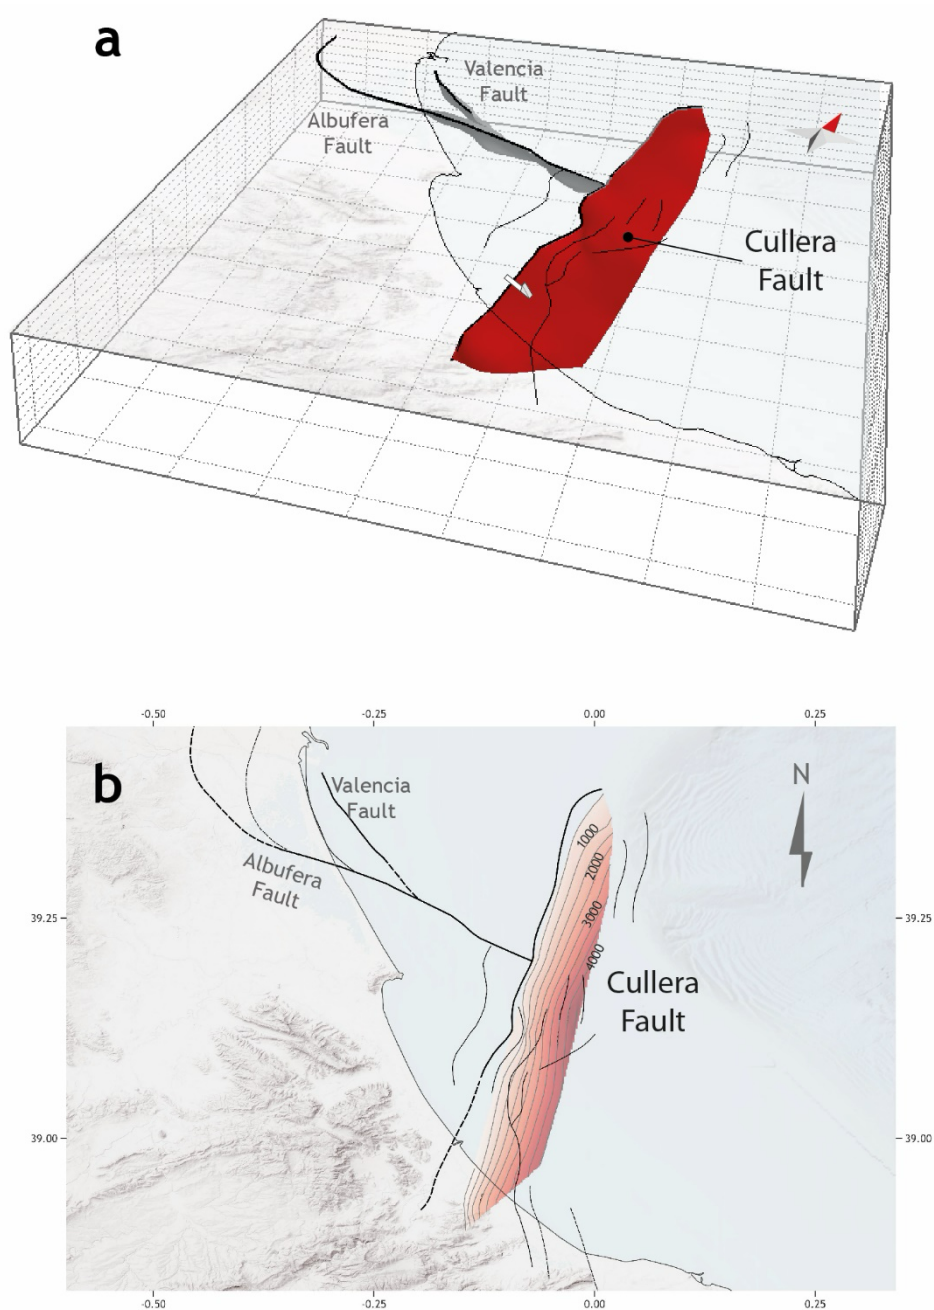 a
Valencia
Fault
Albufera
Fault
Cullera
Fault
-0.50
-0.25
0.00
0.25
b
N
Valencia
Fault
Albufera
Fault
1000
2000
3000
4000
Cullera
Fault
39.25
39.25
39.00
39.00
-0.50
-0.25
0.00
0.25